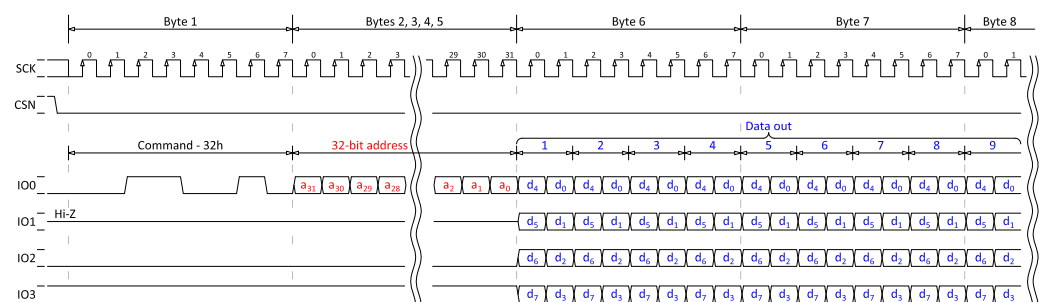 Byte 1 Bytes 2, 3, 4, 5 Byte 6 Byte 7 Byte 8
0 1 2 3 4 5 6 7 0 1 2 3 29 30 31 0 1 2 3 4 5 6 7 0 1 2 3 4 5 6 7 0 1
SCK
CSN
Data out
Command - 32h 32-bit address 1 2 3 4 5 6 7 8 9
IO0 a31 a30 a29 a28 a2 a1 a0 d4 d0 d4 d0 d4 d0 d4 d0 d4 d0 d4 d0 d4 d0 d4 d0 d4 d0
Hi-Z
IO1 d5 d1 d5 d1 d5 d1 d5 d1 d5 d1 d5 d1 d5 d1 d5 d1 d5 d1
IO2 d6 d2 d6 d2 d6 d2 d6 d2 d6 d2 d6 d2 d6 d2 d6 d2 d6 d2
IO3 d7 d3 d7 d3 d7 d3 d7 d3 d7 d3 d7 d3 d7 d3 d7 d3 d7 d3